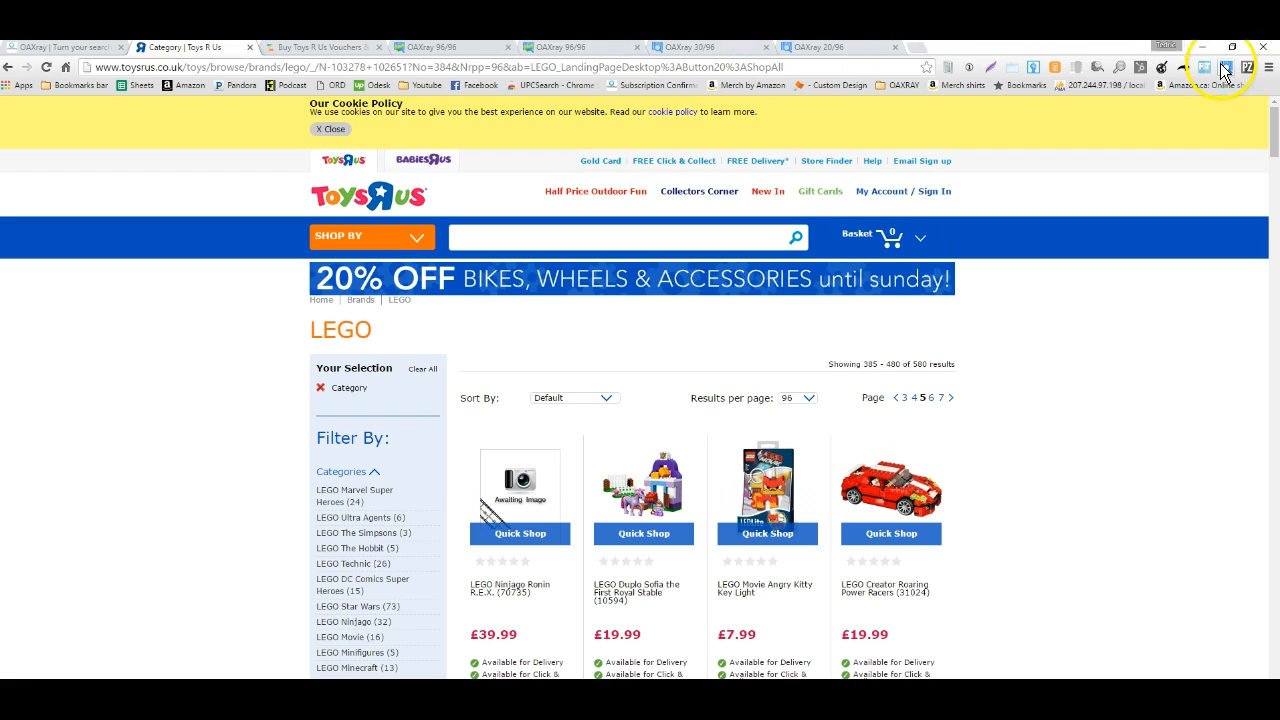 Tedric
OAXray | Turn your searc
Category | Toys R Us
Buy Toys R Us Vouchers &
OAXray 96/96
OAXray 96/96
OAXray 30/96
OAXray 20/96
www.toysrus.co.uk/toys/browse/brands/lego/_/N-103278+102651?No=384&Nrpp=96&ab=LEGO_LandingPageDesktop%3AButton20%3AShopAll
Apps
Bookmarks bar
Sheets
Amazon
Pandora
Podcast
ORD
Odesk
Youtube
Facebook
UPCSearch - Chrome
Subscription Confirm
Merch by Amazon
- Custom Design
OAXRAY
Merch shirts
Bookmarks
207.244.97.198 / local
Amazon.ca: Online sh
Our Cookie Policy
We use cookies on our site to give you the best experience on our website. Read our cookie policy to learn more.
X Close
TOYSRUS
BABIESRUS
Gold Card
FREE Click & Collect
FREE Delivery*
Store Finder
Help
Email Sign up
TOYSRUS
Half Price Outdoor Fun
Collectors Corner
New In
Gift Cards
My Account / Sign In
SHOP BY
Basket
0
20% OFF BIKES, WHEELS & ACCESSORIES until sunday!
Home | Brands | LEGO
LEGO
Your Selection
Clear All
Category
Showing 385 - 480 of 580 results
Sort By:
Default
Results per page:
96
Page < 3 4 5 6 7 >
Filter By:
Categories
LEGO Marvel Super
Heroes (24)
LEGO Ultra Agents (6)
LEGO The Simpsons (3)
LEGO The Hobbit (5)
LEGO Technic (26)
LEGO DC Comics Super
Heroes (15)
LEGO Star Wars (73)
LEGO Ninjago (32)
LEGO Movie (16)
LEGO Minifigures (5)
LEGO Minecraft (13)
Awaiting Image
Quick Shop
Quick Shop
Quick Shop
Quick Shop
LEGO Ninjago Ronin
R.E.X. (70735)
LEGO Duplo Sofia the
First Royal Stable
(10594)
LEGO Movie Angry Kitty
Key Light
LEGO Creator Roaring
Power Racers (31024)
£39.99
£19.99
£7.99
£19.99
Available for Delivery
Available for Delivery
Available for Delivery
Available for Delivery
Available for Click &
Available for Click &
Available for Click &
Available for Click &